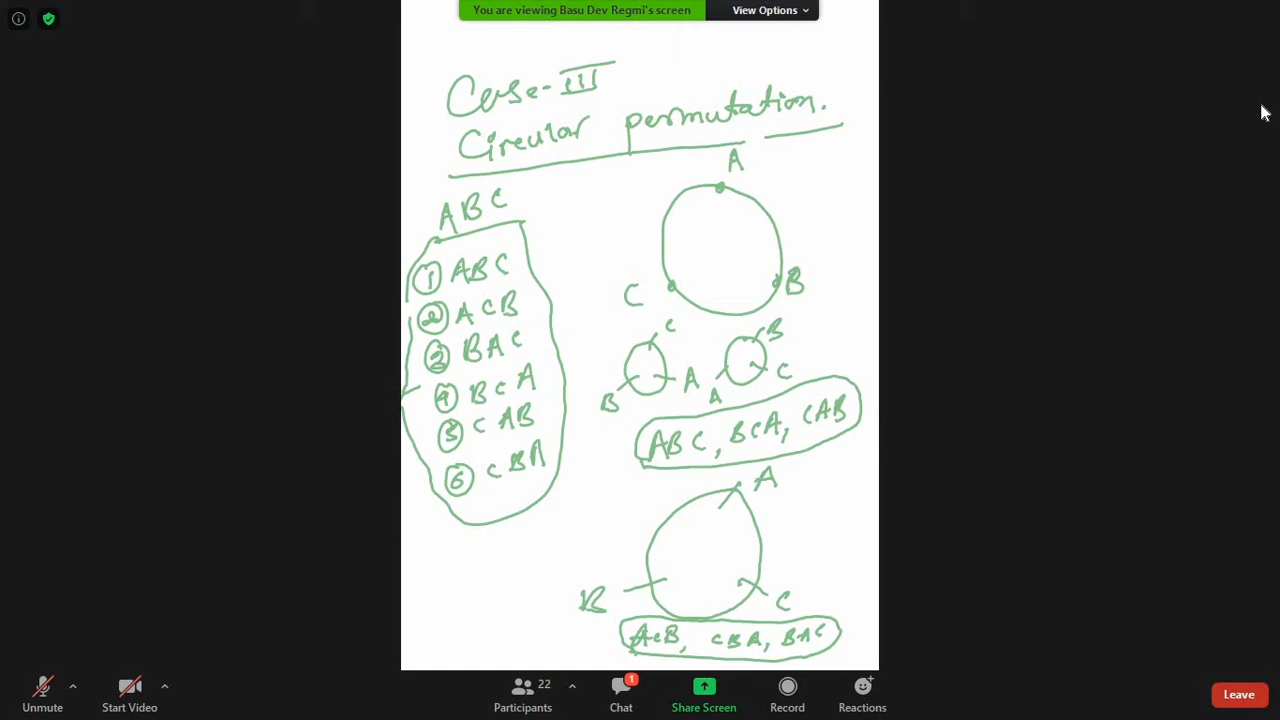 You are viewing Basu Dev Regmi's screen
View Options
Case-III
Circular permutation.
A B C
① ABC
② ACB
③ BAC
④ BCA
⑤ CAB
⑥ CBA
A
C
B
C
B
A
B
A
C
ABC, BCA, CAB
A
B
C
ACB, CBA, BAC
Unmute
Start Video
22
Participants
1
Chat
Share Screen
Record
Reactions
Leave